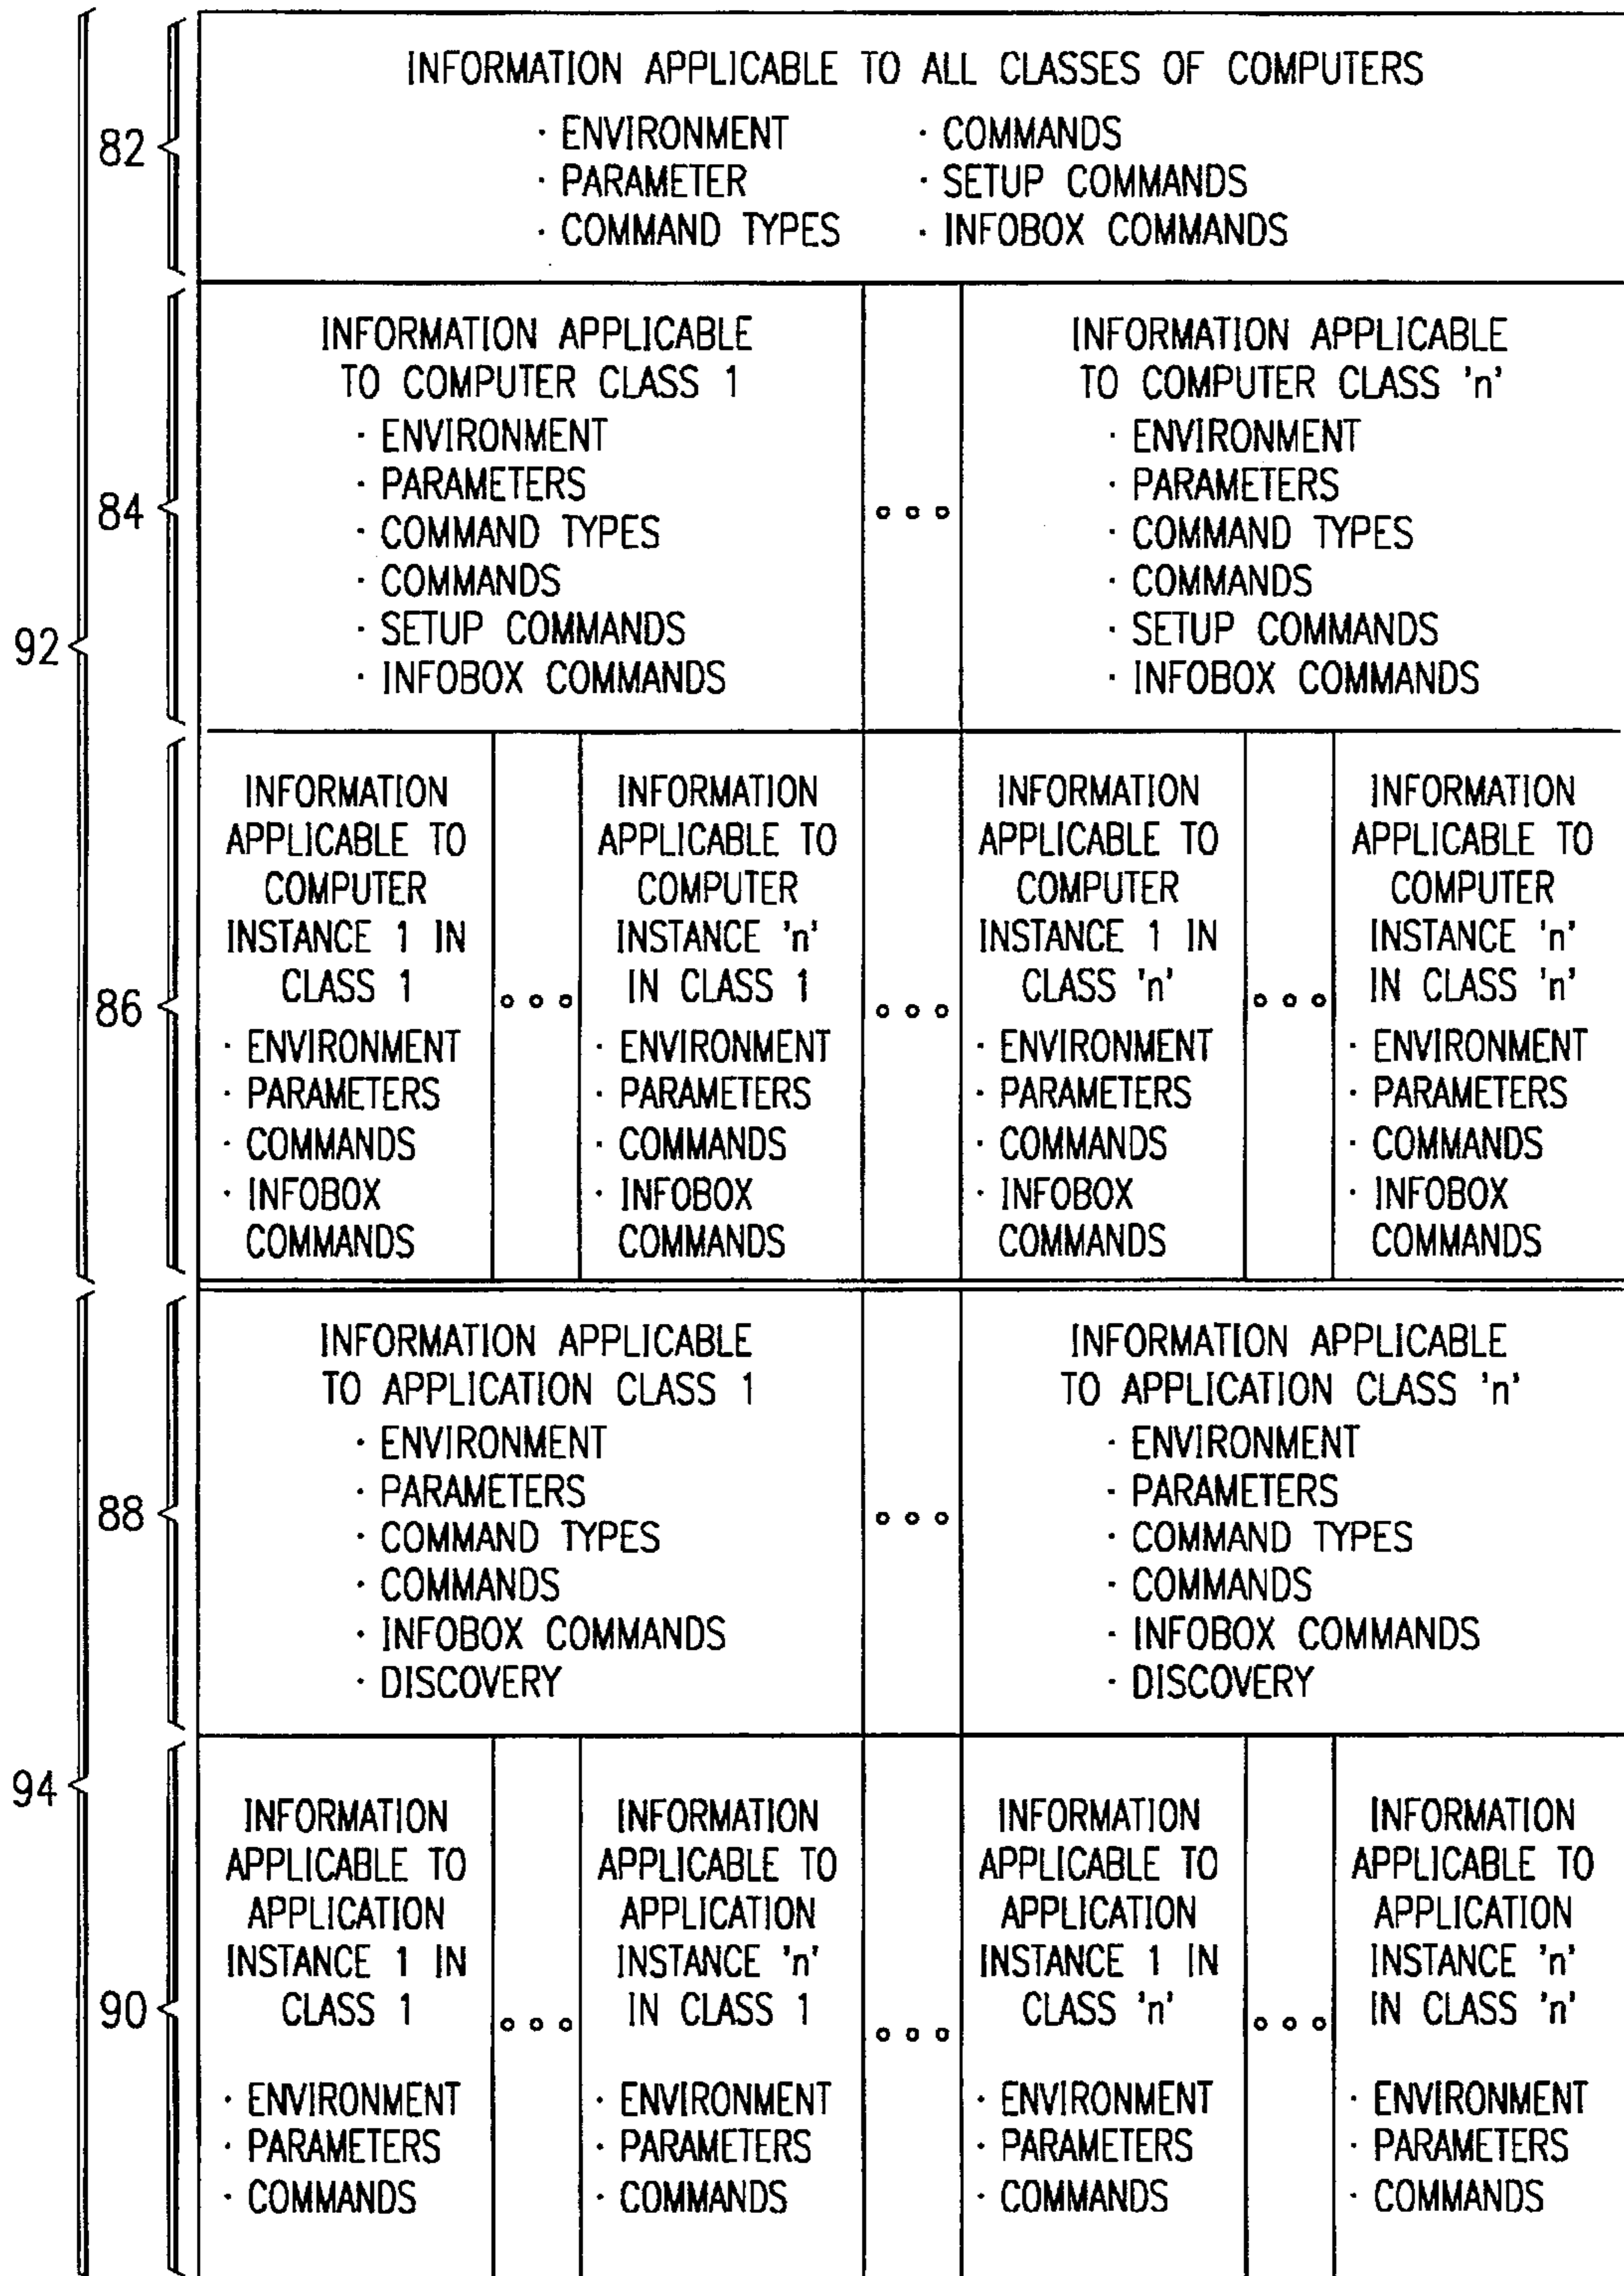 INFORMATION APPLICABLE TO ALL CLASSES OF COMPUTERS
· ENVIRONMENT · COMMANDS
82
· PARAMETER · SETUP COMMANDS
· COMMAND TYPES · INFOBOX COMMANDS
INFORMATION APPLICABLE
TO COMPUTER CLASS 1
· ENVIRONMENT
· PARAMETERS
· COMMAND TYPES
· COMMANDS
· SETUP COMMANDS
· INFOBOX COMMANDS
84
INFORMATION APPLICABLE
TO COMPUTER CLASS 'n'
· ENVIRONMENT
· PARAMETERS
· COMMAND TYPES
· COMMANDS
· SETUP COMMANDS
· INFOBOX COMMANDS
92
INFORMATION
APPLICABLE TO
COMPUTER
INSTANCE 1 IN
CLASS 1
· ENVIRONMENT
· PARAMETERS
· COMMANDS
· INFOBOX
COMMANDS
86
INFORMATION
APPLICABLE TO
COMPUTER
INSTANCE 'n'
IN CLASS 1
· ENVIRONMENT
· PARAMETERS
· COMMANDS
· INFOBOX
COMMANDS
INFORMATION
APPLICABLE TO
COMPUTER
INSTANCE 1 IN
CLASS 'n'
· ENVIRONMENT
· PARAMETERS
· COMMANDS
· INFOBOX
COMMANDS
INFORMATION
APPLICABLE TO
COMPUTER
INSTANCE 'n'
IN CLASS 'n'
· ENVIRONMENT
· PARAMETERS
· COMMANDS
· INFOBOX
COMMANDS
INFORMATION APPLICABLE
TO APPLICATION CLASS 1
· ENVIRONMENT
· PARAMETERS
· COMMAND TYPES
· COMMANDS
· INFOBOX COMMANDS
· DISCOVERY
88
INFORMATION APPLICABLE
TO APPLICATION CLASS 'n'
· ENVIRONMENT
· PARAMETERS
· COMMAND TYPES
· COMMANDS
· INFOBOX COMMANDS
· DISCOVERY
94
INFORMATION
APPLICABLE TO
APPLICATION
INSTANCE 1 IN
CLASS 1
· ENVIRONMENT
· PARAMETERS
· COMMANDS
90
INFORMATION
APPLICABLE TO
APPLICATION
INSTANCE 'n'
IN CLASS 1
· ENVIRONMENT
· PARAMETERS
· COMMANDS
INFORMATION
APPLICABLE TO
APPLICATION
INSTANCE 1 IN
CLASS 'n'
· ENVIRONMENT
· PARAMETERS
· COMMANDS
INFORMATION
APPLICABLE TO
APPLICATION
INSTANCE 'n'
IN CLASS 'n'
· ENVIRONMENT
· PARAMETERS
· COMMANDS